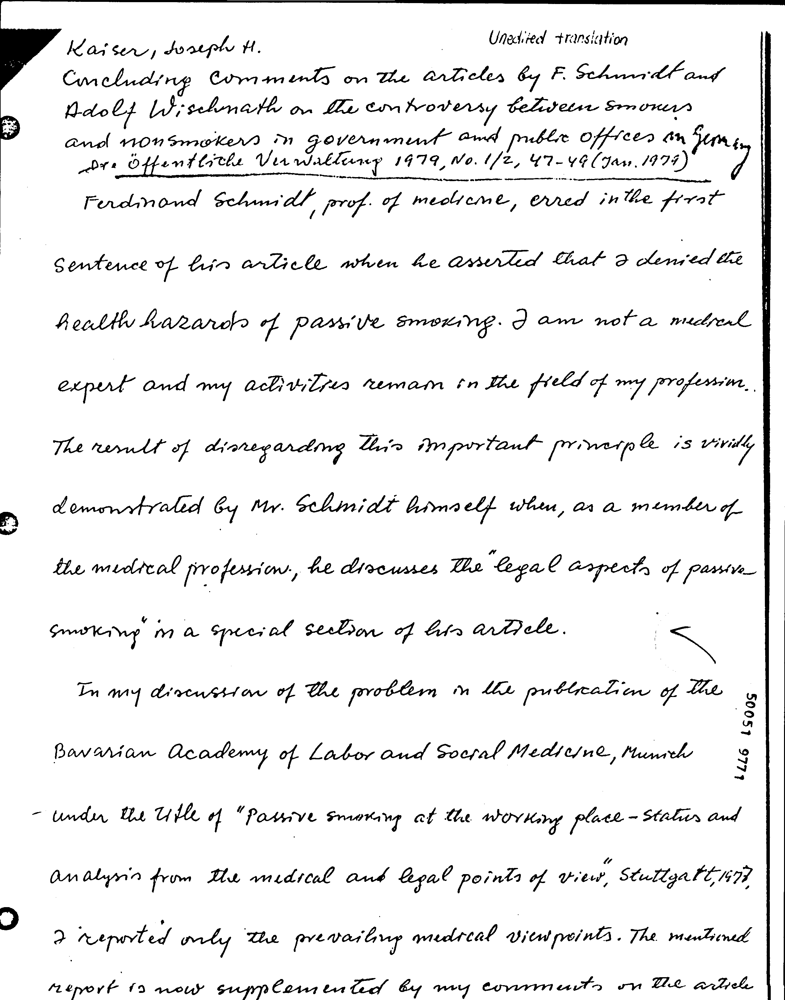 Unedited translation
Kaiser, Joseph H.
Concluding comments on the articles by F. Schmidt and
Adolf Wischnath on the controversy between smokers
and nonsmokers in government and public offices in Germany
Öffentliche Verwaltung 1979, No. 1/2, 47-49 (Jan. 1979)
Ferdinand Schmidt, prof. of medicine, erred in the first
sentence of his article when he asserted that I denied the
health hazards of passive smoking. I am not a medical
expert and my activities remain in the field of my profession.
The result of disregarding this important principle is vividly
demonstrated by Mr. Schmidt himself when, as a member of
the medical profession, he discusses the "legal aspects of passive
smoking" in a special section of his article.
In my discussion of the problem in the publication of the
Bavarian Academy of Labor and Social Medicine, Munich
- under the title of "Passive smoking at the working place - Status and
analysis from the medical and legal points of view", Stuttgatt, 1977,
I reported only the prevailing medical viewpoints. The mentioned
report is now supplemented by my comments on the article
50051 9771